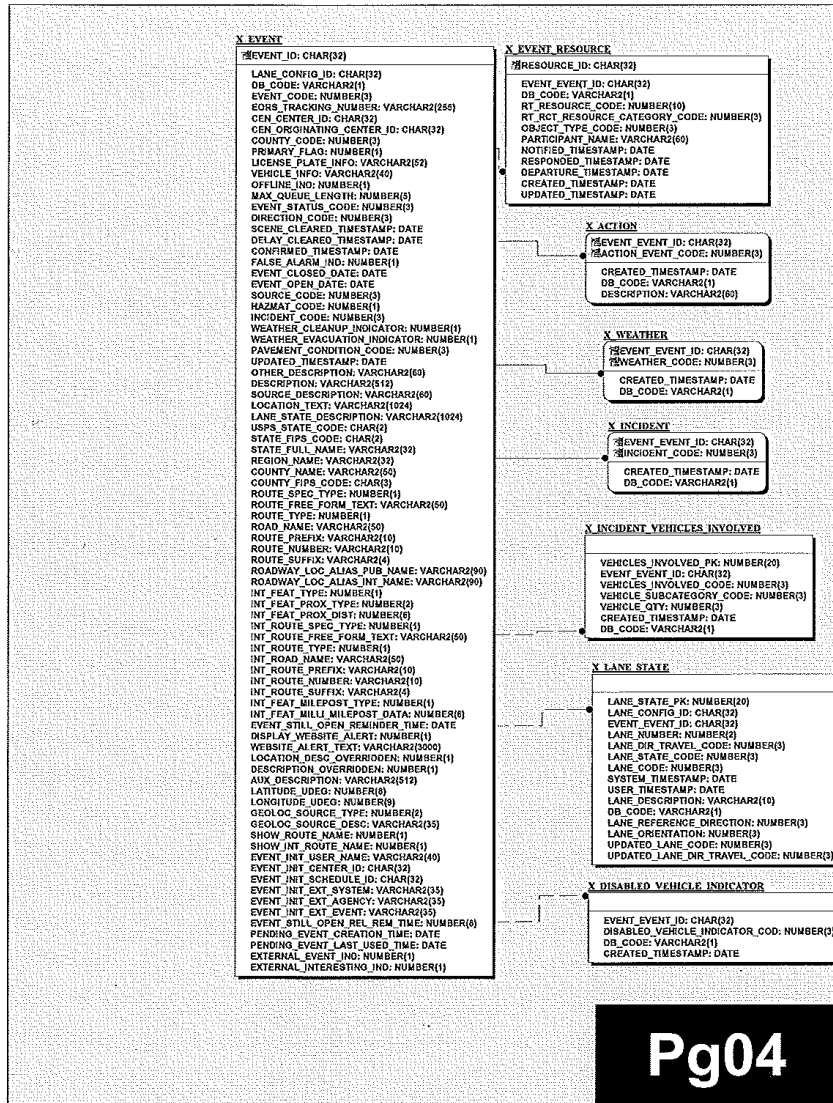 X_EVENT
EVENT_ID: CHAR(32)
LANE_CONFIG_ID: CHAR(32)
DB_CODE: VARCHAR2(1)
EVENT_CODE: NUMBER(3)
EORS_TRACKING_NUMBER: VARCHAR2(255)
CEN_CENTER_ID: CHAR(32)
CEN_ORIGINATING_CENTER_ID: CHAR(32)
COUNTY_CODE: NUMBER(3)
PRIMARY_FLAG: NUMBER(1)
LICENSE_PLATE_INFO: VARCHAR2(52)
VEHICLE_INFO: VARCHAR2(40)
OFFLINE_IND: NUMBER(1)
MAX_QUEUE_LENGTH: NUMBER(5)
EVENT_STATUS_CODE: NUMBER(3)
DIRECTION_CODE: NUMBER(3)
SCENE_CLEARED_TIMESTAMP: DATE
DELAY_CLEARED_TIMESTAMP: DATE
CONFIRMED_TIMESTAMP: DATE
FALSE_ALARM_IND: NUMBER(1)
EVENT_CLOSED_DATE: DATE
EVENT_OPEN_DATE: DATE
SOURCE_CODE: NUMBER(3)
HAZMAT_CODE: NUMBER(1)
INCIDENT_CODE: NUMBER(3)
WEATHER_CLEANUP_INDICATOR: NUMBER(1)
WEATHER_EVACUATION_INDICATOR: NUMBER(1)
PAVEMENT_CONDITION_CODE: NUMBER(3)
UPDATED_TIMESTAMP: DATE
OTHER_DESCRIPTION: VARCHAR2(60)
DESCRIPTION: VARCHAR2(512)
SOURCE_DESCRIPTION: VARCHAR2(60)
LOCATION_TEXT: VARCHAR2(1024)
LANE_STATE_DESCRIPTION: VARCHAR2(1024)
USPS_STATE_CODE: CHAR(2)
STATE_FIPS_CODE: CHAR(2)
STATE_FULL_NAME: VARCHAR2(32)
REGION_NAME: VARCHAR2(32)
COUNTY_NAME: VARCHAR2(50)
COUNTY_FIPS_CODE: CHAR(3)
ROUTE_SPEC_TYPE: NUMBER(1)
ROUTE_FREE_FORM_TEXT: VARCHAR2(50)
ROUTE_TYPE: NUMBER(1)
ROAD_NAME: VARCHAR2(50)
ROUTE_PREFIX: VARCHAR2(10)
ROUTE_NUMBER: VARCHAR2(10)
ROUTE_SUFFIX: VARCHAR2(4)
ROADWAY_LOC_ALIAS_PUB_NAME: VARCHAR2(90)
ROADWAY_LOC_ALIAS_INT_NAME: VARCHAR2(90)
INT_FEAT_TYPE: NUMBER(1)
INT_FEAT_PROX_TYPE: NUMBER(2)
INT_FEAT_PROX_DIST: NUMBER(6)
INT_ROUTE_SPEC_TYPE: NUMBER(1)
INT_ROUTE_FREE_FORM_TEXT: VARCHAR2(50)
INT_ROUTE_TYPE: NUMBER(1)
INT_ROAD_NAME: VARCHAR2(50)
INT_ROUTE_PREFIX: VARCHAR2(10)
INT_ROUTE_NUMBER: VARCHAR2(10)
INT_ROUTE_SUFFIX: VARCHAR2(4)
INT_FEAT_MILEPOST_TYPE: NUMBER(1)
INT_FEAT_MILLI_MILEPOST_DATA: NUMBER(6)
EVENT_STILL_OPEN_REMINDER_TIME: DATE
DISPLAY_WEBSITE_ALERT: NUMBER(1)
WEBSITE_ALERT_TEXT: VARCHAR2(3000)
LOCATION_DESC_OVERRIDDEN: NUMBER(1)
DESCRIPTION_OVERRIDDEN: NUMBER(1)
AUX_DESCRIPTION: VARCHAR2(512)
LATITUDE_UDEG: NUMBER(8)
LONGITUDE_UDEG: NUMBER(9)
GEOLOC_SOURCE_TYPE: NUMBER(2)
GEOLOC_SOURCE_DESC: VARCHAR2(35)
SHOW_ROUTE_NAME: NUMBER(1)
SHOW_INT_ROUTE_NAME: NUMBER(1)
EVENT_INIT_USER_NAME: VARCHAR2(40)
EVENT_INIT_CENTER_ID: CHAR(32)
EVENT_INIT_SCHEDULE_ID: CHAR(32)
EVENT_INIT_EXT_SYSTEM: VARCHAR2(35)
EVENT_INIT_EXT_AGENCY: VARCHAR2(35)
EVENT_INIT_EXT_EVENT: VARCHAR2(35)
EVENT_STILL_OPEN_REL_REM_TIME: NUMBER(8)
PENDING_EVENT_CREATION_TIME: DATE
PENDING_EVENT_LAST_USED_TIME: DATE
EXTERNAL_EVENT_IND: NUMBER(1)
EXTERNAL_INTERESTING_IND: NUMBER(1)
X_EVENT_RESOURCE
RESOURCE_ID: CHAR(32)
EVENT_EVENT_ID: CHAR(32)
DB_CODE: VARCHAR2(1)
RT_RESOURCE_CODE: NUMBER(10)
RT_RCT_RESOURCE_CATEGORY_CODE: NUMBER(3)
OBJECT_TYPE_CODE: NUMBER(3)
PARTICIPANT_NAME: VARCHAR2(60)
NOTIFIED_TIMESTAMP: DATE
RESPONDED_TIMESTAMP: DATE
DEPARTURE_TIMESTAMP: DATE
CREATED_TIMESTAMP: DATE
UPDATED_TIMESTAMP: DATE
X_ACTION
EVENT_EVENT_ID: CHAR(32)
ACTION_EVENT_CODE: NUMBER(3)
CREATED_TIMESTAMP: DATE
DB_CODE: VARCHAR2(1)
DESCRIPTION: VARCHAR2(60)
X_WEATHER
EVENT_EVENT_ID: CHAR(32)
WEATHER_CODE: NUMBER(3)
CREATED_TIMESTAMP: DATE
DB_CODE: VARCHAR2(1)
X_INCIDENT
EVENT_EVENT_ID: CHAR(32)
INCIDENT_CODE: NUMBER(3)
CREATED_TIMESTAMP: DATE
DB_CODE: VARCHAR2(1)
X_INCIDENT_VEHICLES_INVOLVED
VEHICLES_INVOLVED_PK: NUMBER(20)
EVENT_EVENT_ID: CHAR(32)
VEHICLES_INVOLVED_CODE: NUMBER(3)
VEHICLE_SUBCATEGORY_CODE: NUMBER(3)
VEHICLE_QTY: NUMBER(3)
CREATED_TIMESTAMP: DATE
DB_CODE: VARCHAR2(1)
X_LANE_STATE
LANE_STATE_PK: NUMBER(20)
LANE_CONFIG_ID: CHAR(32)
EVENT_EVENT_ID: CHAR(32)
LANE_NUMBER: NUMBER(2)
LANE_DIR_TRAVEL_CODE: NUMBER(3)
LANE_STATE_CODE: NUMBER(3)
LANE_CODE: NUMBER(3)
SYSTEM_TIMESTAMP: DATE
USER_TIMESTAMP: DATE
LANE_DESCRIPTION: VARCHAR2(10)
DB_CODE: VARCHAR2(1)
LANE_REFERENCE_DIRECTION: NUMBER(3)
LANE_ORIENTATION: NUMBER(3)
UPDATED_LANE_CODE: NUMBER(3)
UPDATED_LANE_DIR_TRAVEL_CODE: NUMBER(3)
X_DISABLED_VEHICLE_INDICATOR
EVENT_EVENT_ID: CHAR(32)
DISABLED_VEHICLE_INDICATOR_COD: NUMBER(3)
DB_CODE: VARCHAR2(1)
CREATED_TIMESTAMP: DATE
Pg04